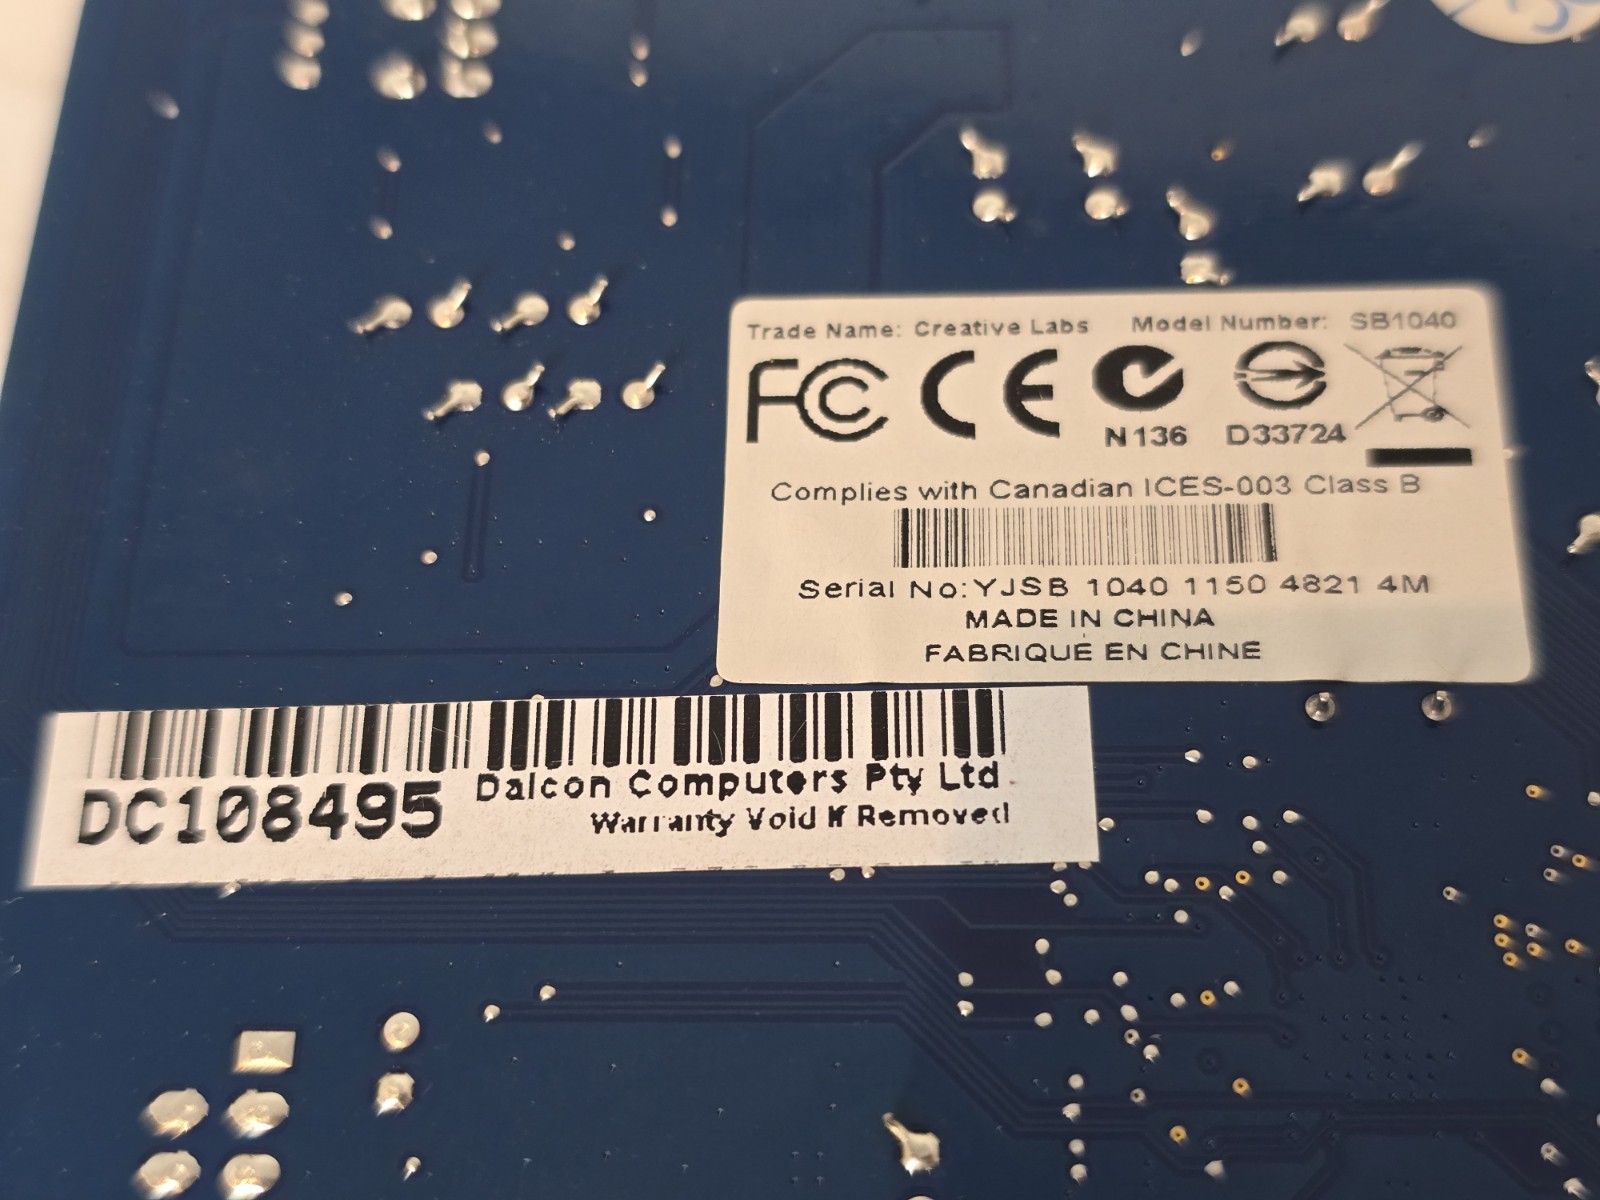 Trade Name: Creative Labs Model Number: SB1040
FC CE
N136 D33724
Complies with Canadian ICES-003 Class B
Serial No:YJSB 1040 1150 4821 4M
MADE IN CHINA
FABRIQUÉ EN CHINE
DC108495
Dalcon Computers Pty Ltd
Warranty Void If Removed